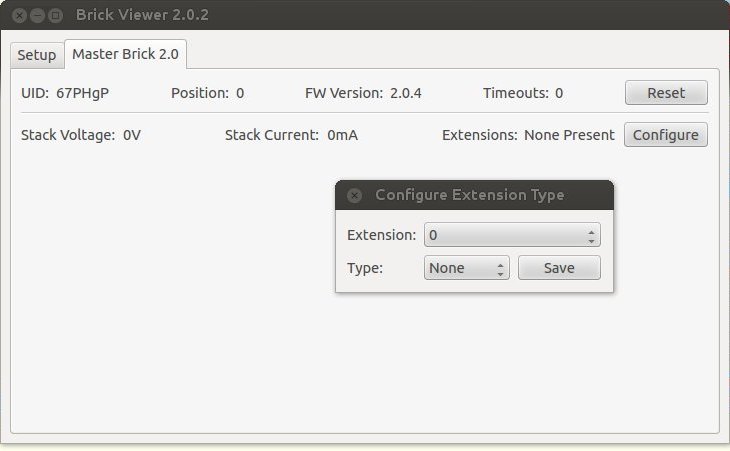 Brick Viewer 2.0.2
Setup Master Brick 2.0
UID: 67PHgP Position: 0 FW Version: 2.0.4 Timeouts: 0 Reset
Stack Voltage: 0V Stack Current: 0mA Extensions: None Present Configure
Configure Extension Type
Extension: 0
Type: None Save